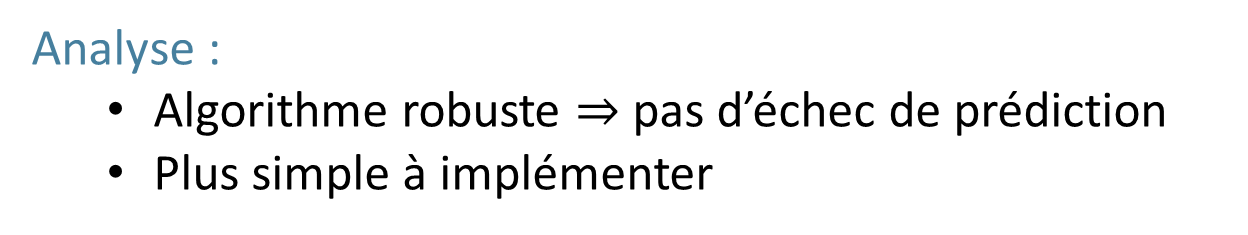 Analyse :
• Algorithme robuste ⇒ pas d’échec de prédiction
• Plus simple à implémenter